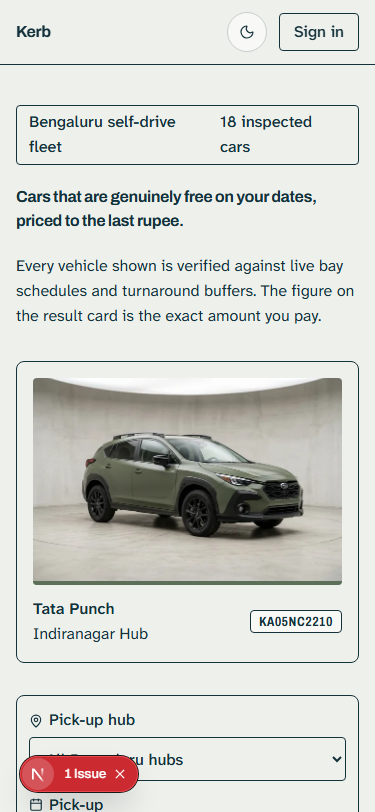 Kerb
Sign in
Bengaluru self-drive
fleet
18 inspected
cars
Cars that are genuinely free on your dates,
priced to the last rupee.
Every vehicle shown is verified against live bay
schedules and turnaround buffers. The figure on
the result card is the exact amount you pay.
Tata Punch
Indiranagar Hub
KA05NC2210
Pick-up hub
hubs
N
1 Issue
Pick-up